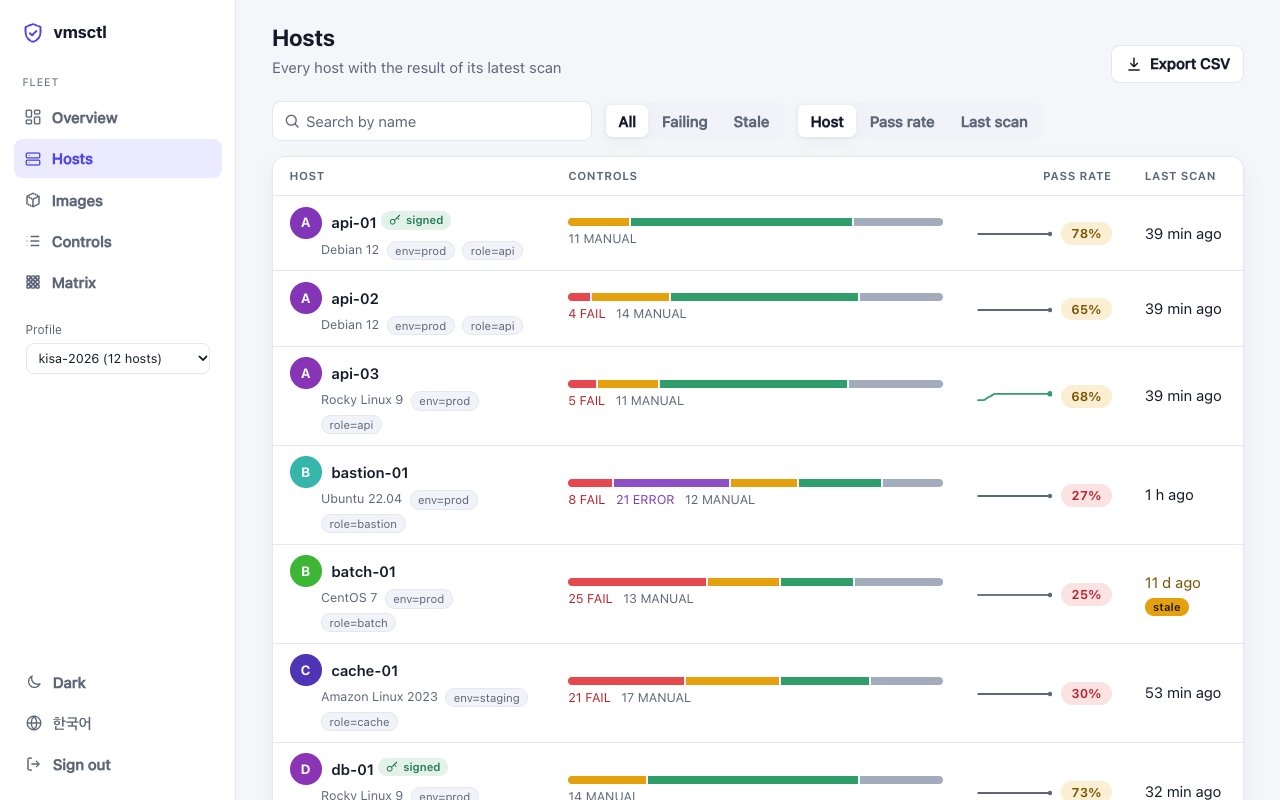 vmsctl
FLEET
Overview
Hosts
Images
Controls
Matrix
Profile
kisa-2026 (12 hosts)
Dark
한국어
Sign out
Hosts
Every host with the result of its latest scan
Export CSV
Search by name
All Failing Stale
Host Pass rate Last scan
HOST CONTROLS PASS RATE LAST SCAN
A api-01 signed
Debian 12 env=prod role=api
11 MANUAL
78%
39 min ago
A api-02
Debian 12 env=prod role=api
4 FAIL 14 MANUAL
65%
39 min ago
A api-03
Rocky Linux 9 env=prod
role=api
5 FAIL 11 MANUAL
68%
39 min ago
B bastion-01
Ubuntu 22.04 env=prod
role=bastion
8 FAIL 21 ERROR 12 MANUAL
27%
1 h ago
B batch-01
CentOS 7 env=prod
role=batch
25 FAIL 13 MANUAL
25%
11 d ago
stale
C cache-01
Amazon Linux 2023 env=staging
role=cache
21 FAIL 17 MANUAL
30%
53 min ago
D db-01 signed
Rocky Linux 9 env=prod
14 MANUAL
73%
32 min ago